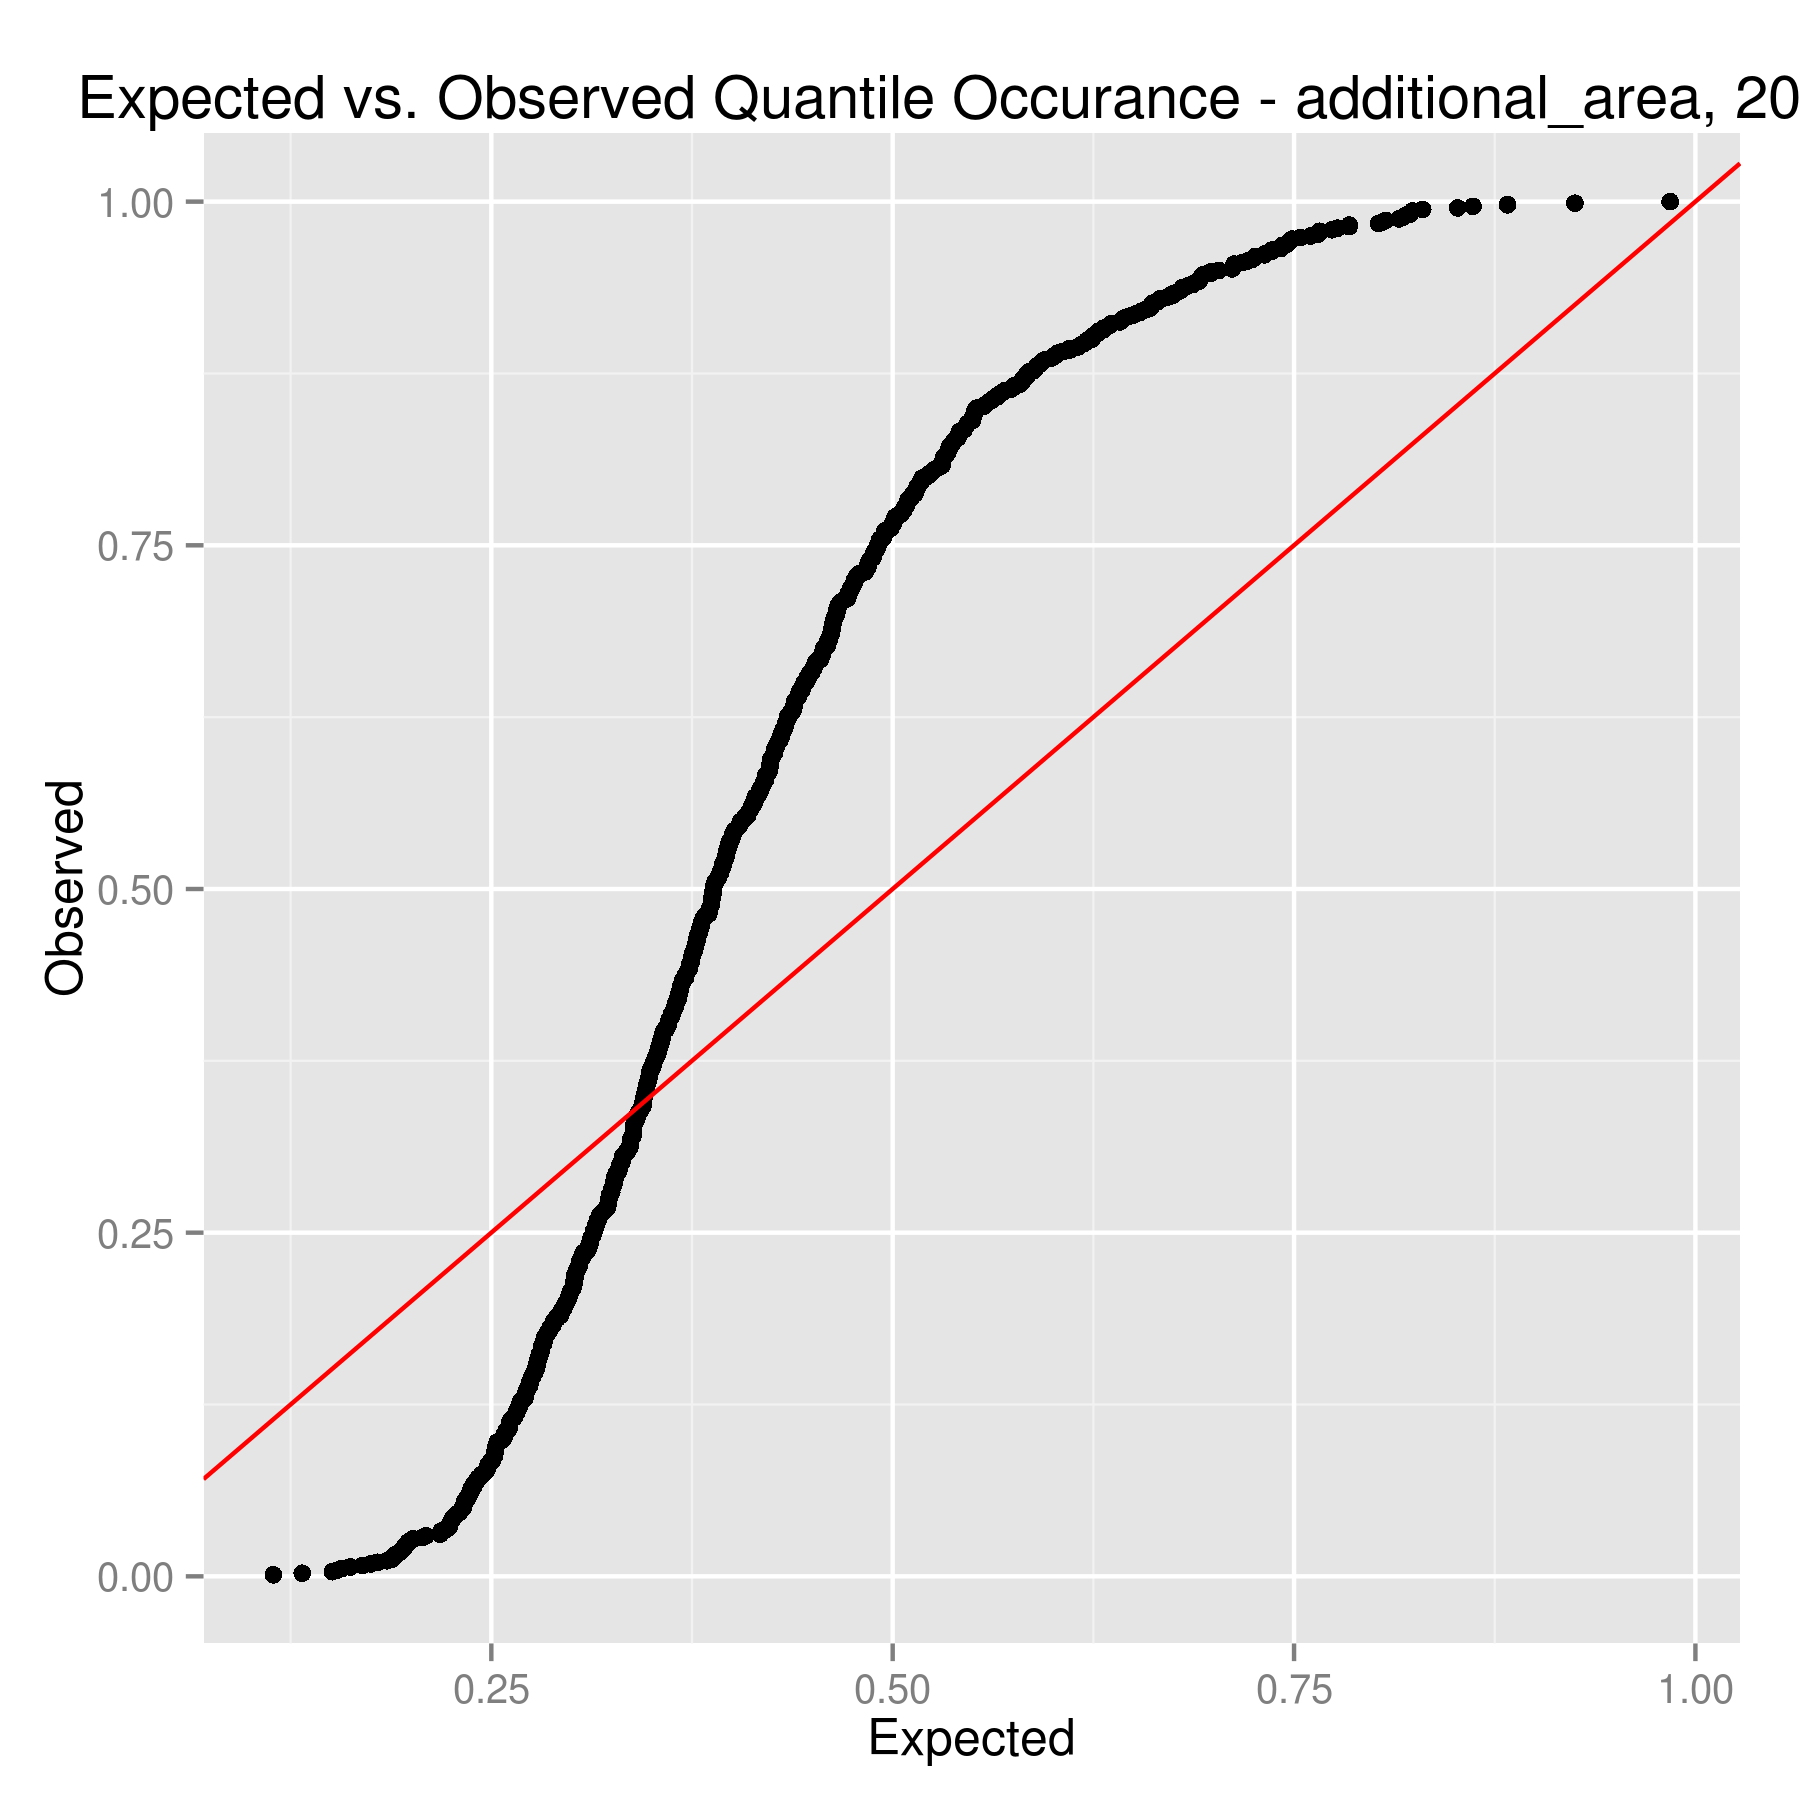 Expected vs. Observed Quantile Occurance - additional_area, 20
1.00
0.75
0.50
0.25
0.00
Observed
0.25 0.50 0.75 1.00
Expected